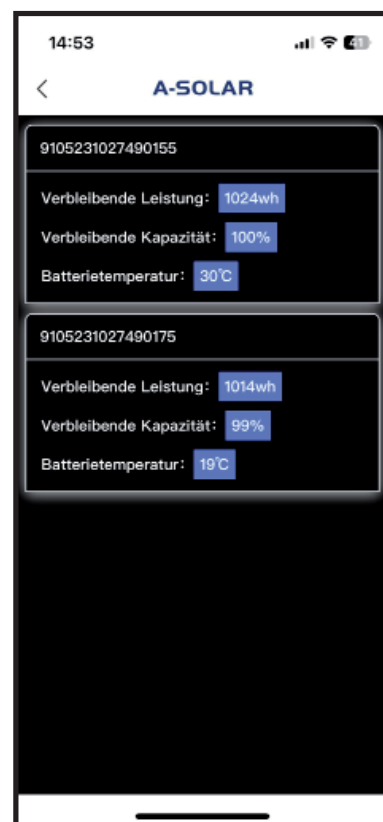 14:53
41
A-SOLAR
9105231027490155
Verbleibende Leistung: 1024wh
Verbleibende Kapazität: 100%
Batterietemperatur: 30℃
9105231027490175
Verbleibende Leistung: 1014wh
Verbleibende Kapazität: 99%
Batterietemperatur: 19℃